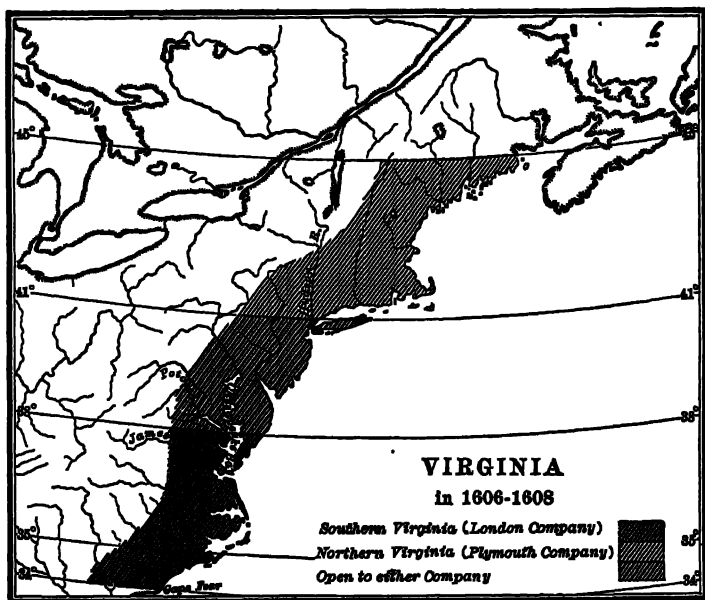 45°
45°
41°
41°
Pot.
38°
38°
James
VIRGINIA
in 1606-1608
Southern Virginia (London Company)
Northern Virginia (Plymouth Company)
Open to either Company
35°
35°
34°
34°
Cape Fear